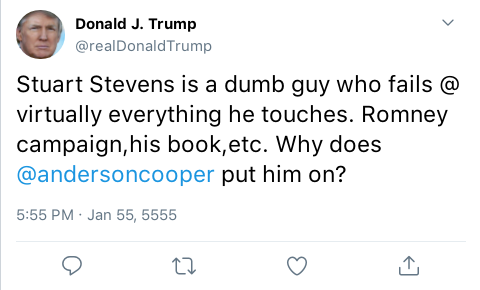 Donald J. Trump
@realDonaldTrump
Stuart Stevens is a dumb guy who fails @
virtually everything he touches. Romney
campaign,his book,etc. Why does
@andersoncooper put him on?
5:55 PM · Jan 55, 5555